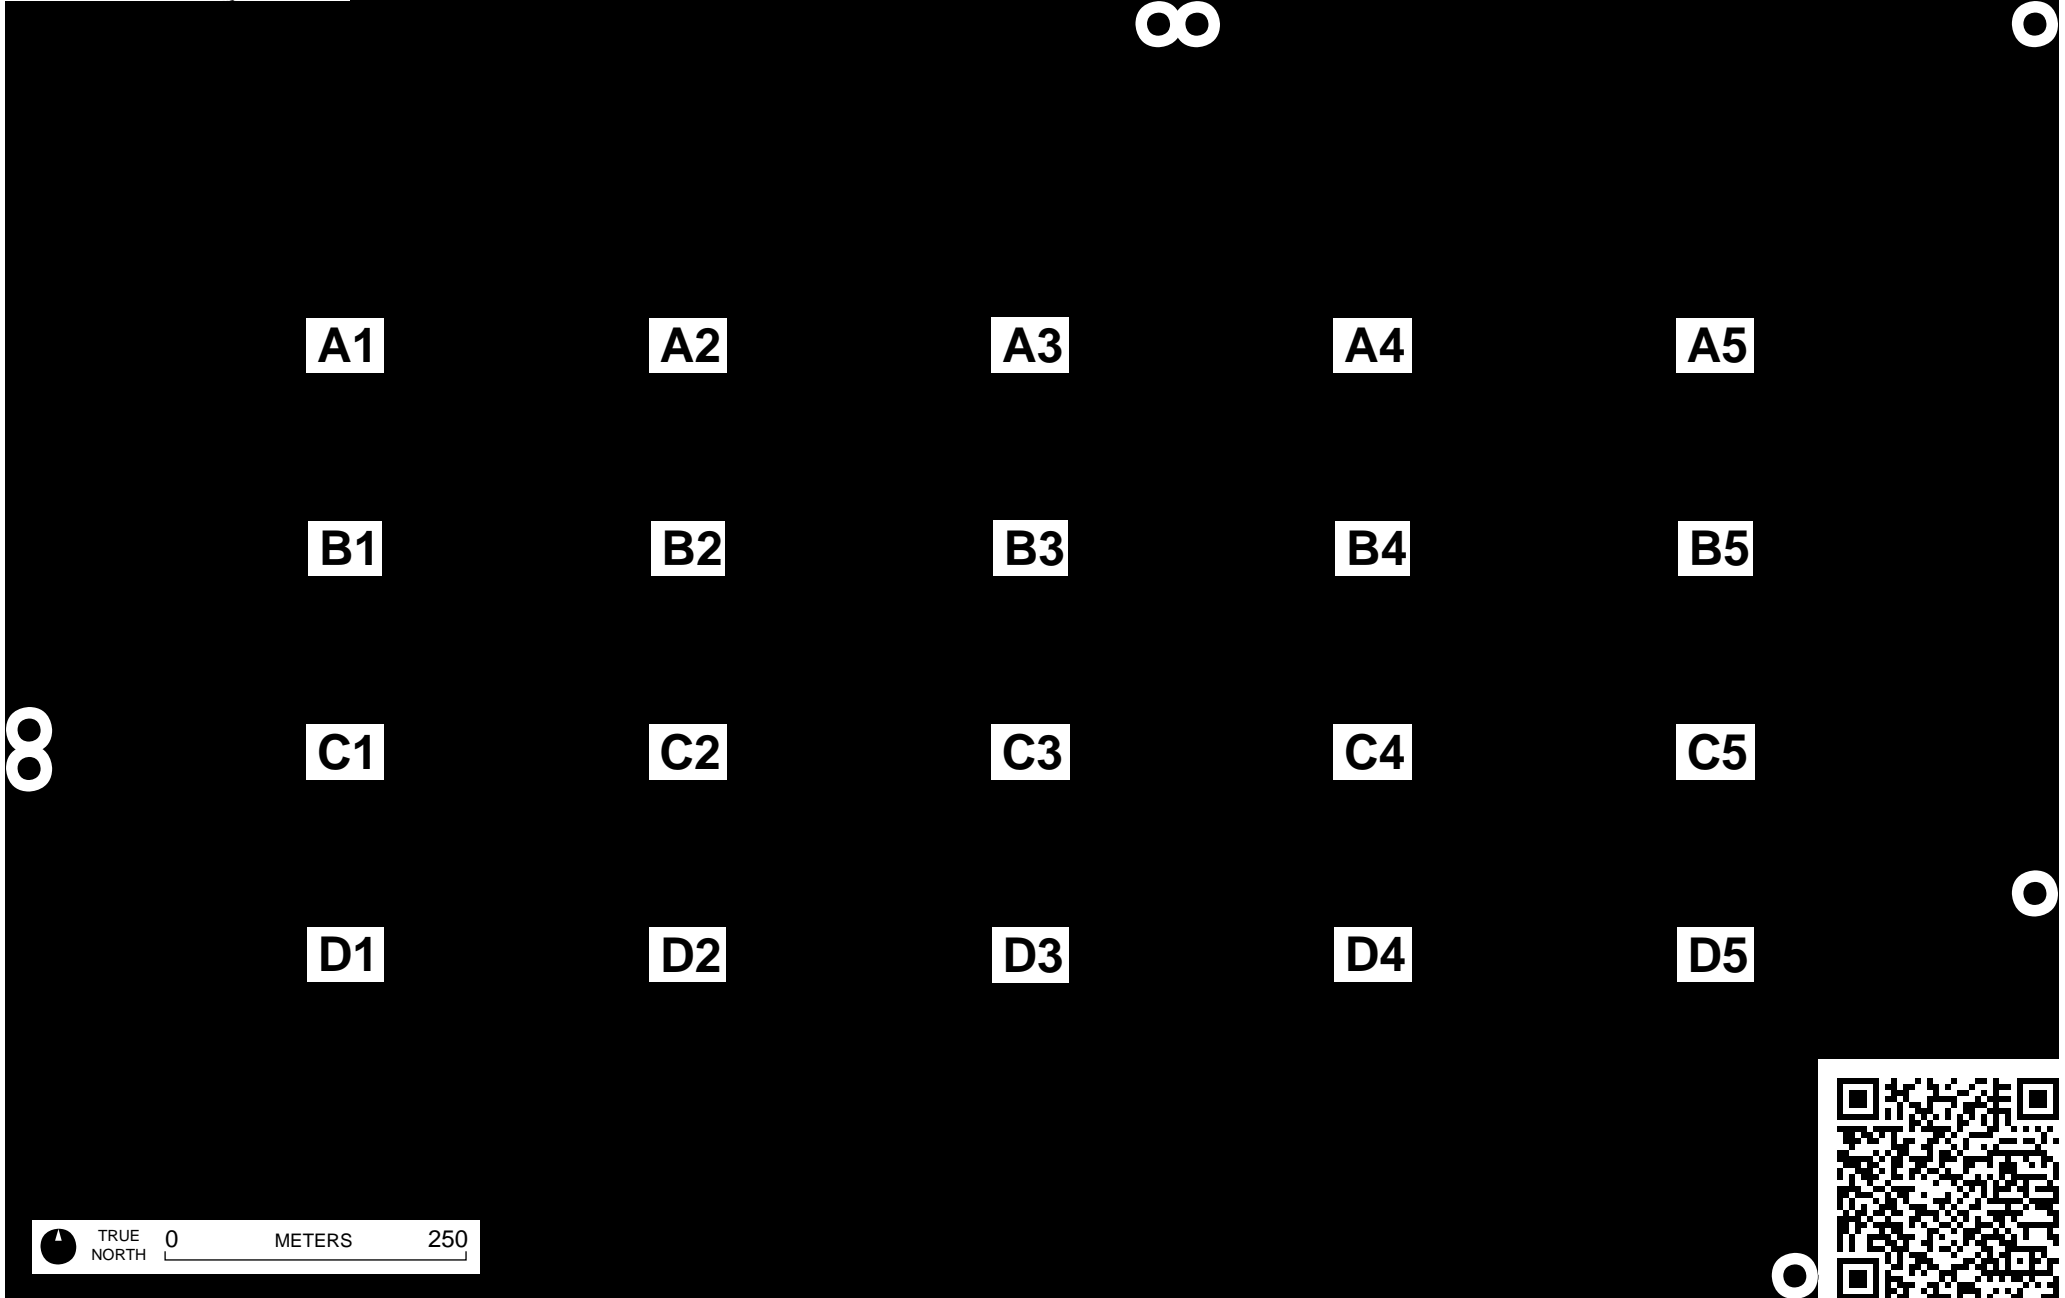 A1 A2 A3 A4 A5
B1 B2 B3 B4 B5
C1 C2 C3 C4 C5
D1 D2 D3 D4 D5
TRUE NORTH
0 METERS 250